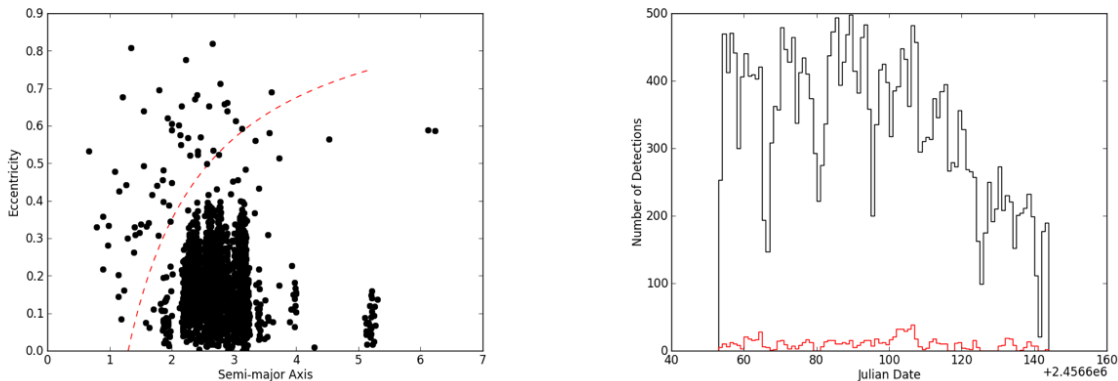 0.9
0.8
0.7
0.6
0.5
0.4
0.3
0.2
0.1
0.0
Eccentricity
0 1 2 3 4 5 6 7
Semi-major Axis
500
400
300
200
100
0
Number of Detections
40 60 80 100 120 140 160
Julian Date
+2.4566e6